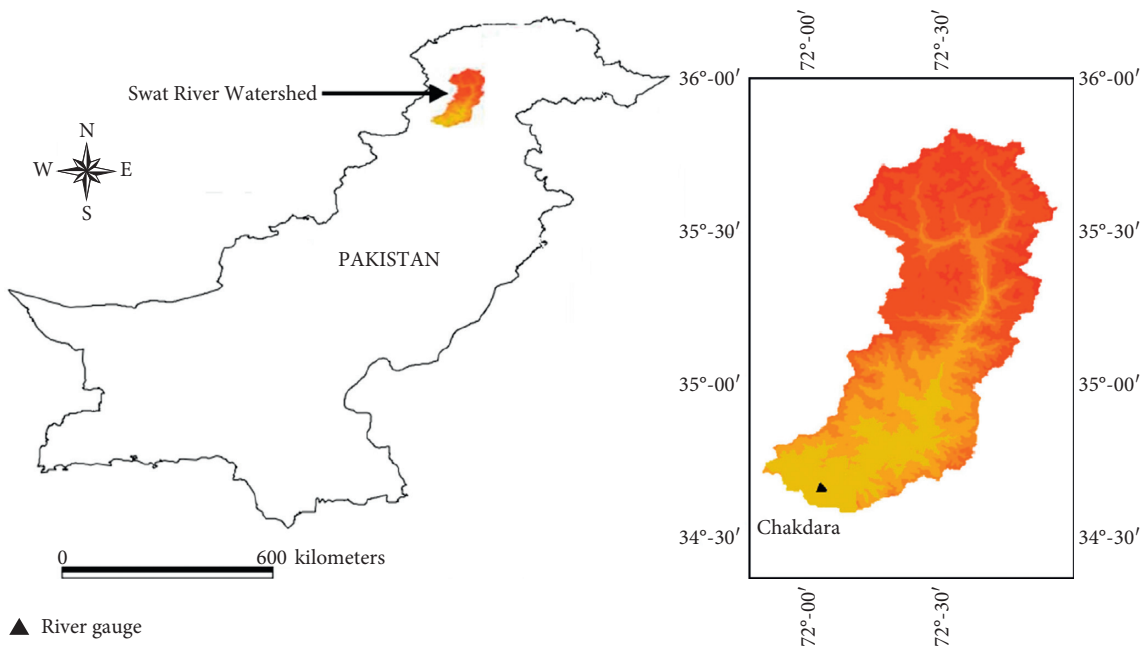 Swat River Watershed
N
W
E
S
PAKISTAN
0
600 kilometers
▲ River gauge
72°-00′
72°-30′
36°-00′
36°-00′
35°-30′
35°-30′
35°-00′
35°-00′
34°-30′
34°-30′
Chakdara
72°-00′
72°-30′